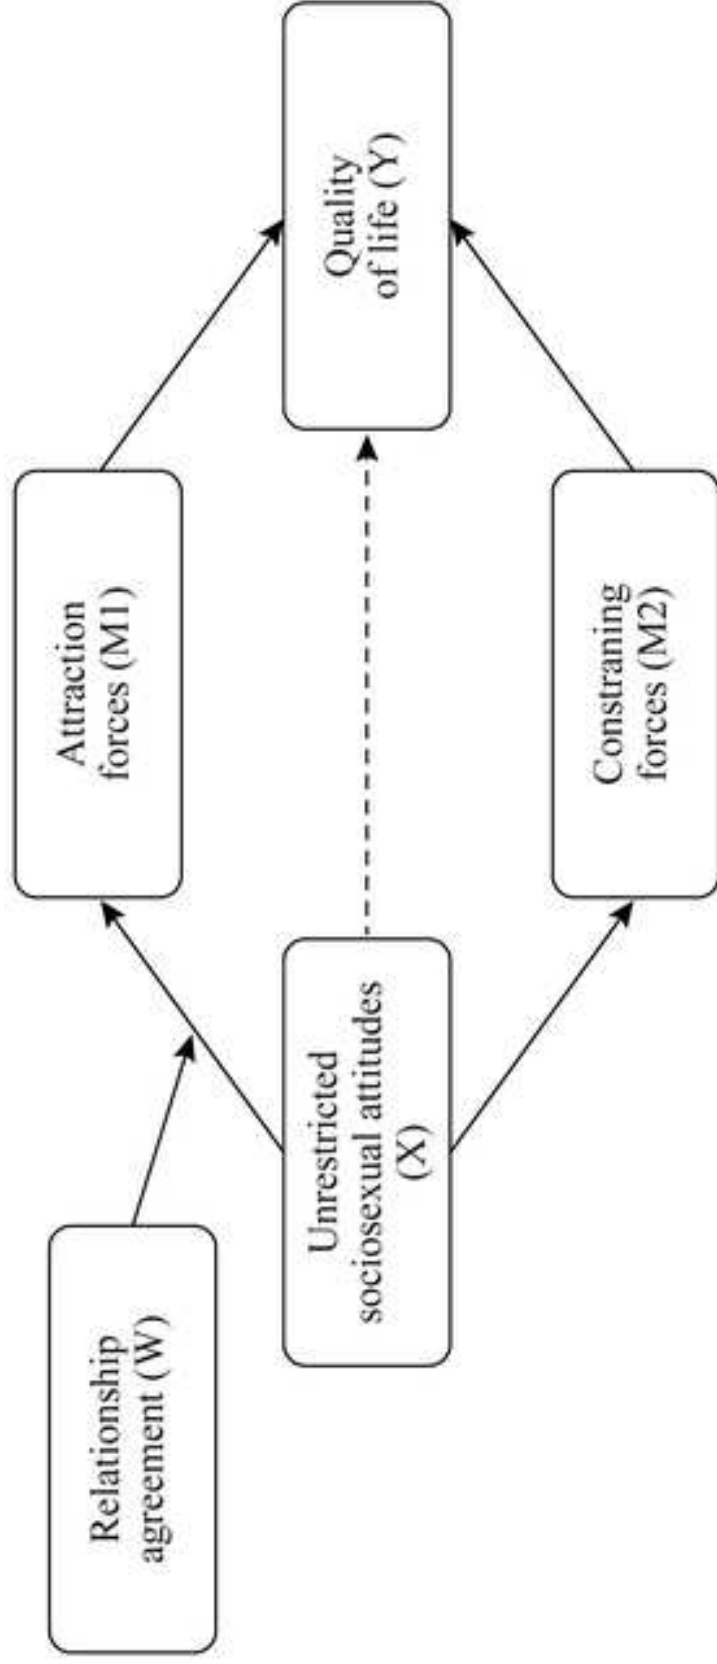 Relationship
agreement (W)
Attraction
forces (M1)
Unrestricted
sociosexual attitudes
(X)
Quality
of life (Y)
Constraning
forces (M2)